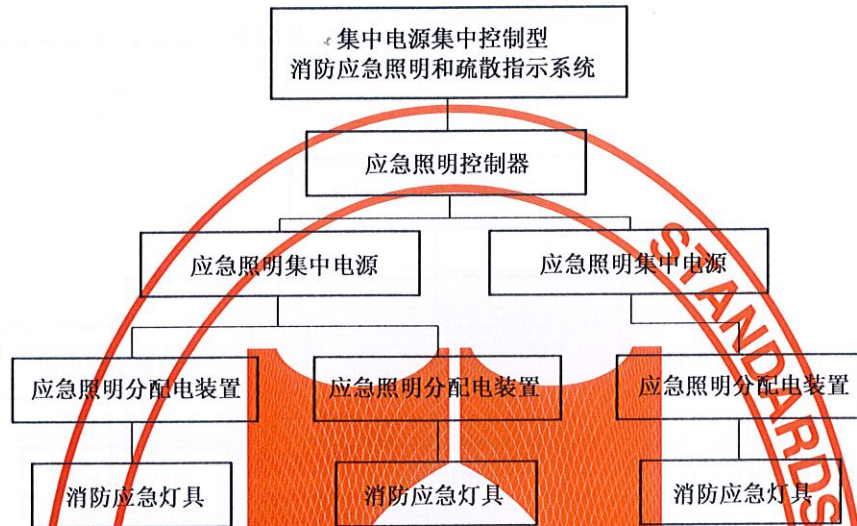 集中电源集中控制型
消防应急照明和疏散指示系统
应急照明控制器
应急照明集中电源
应急照明集中电源
应急照明分配电装置
应急照明分配电装置
应急照明分配电装置
消防应急灯具
消防应急灯具
消防应急灯具
STANDARDS